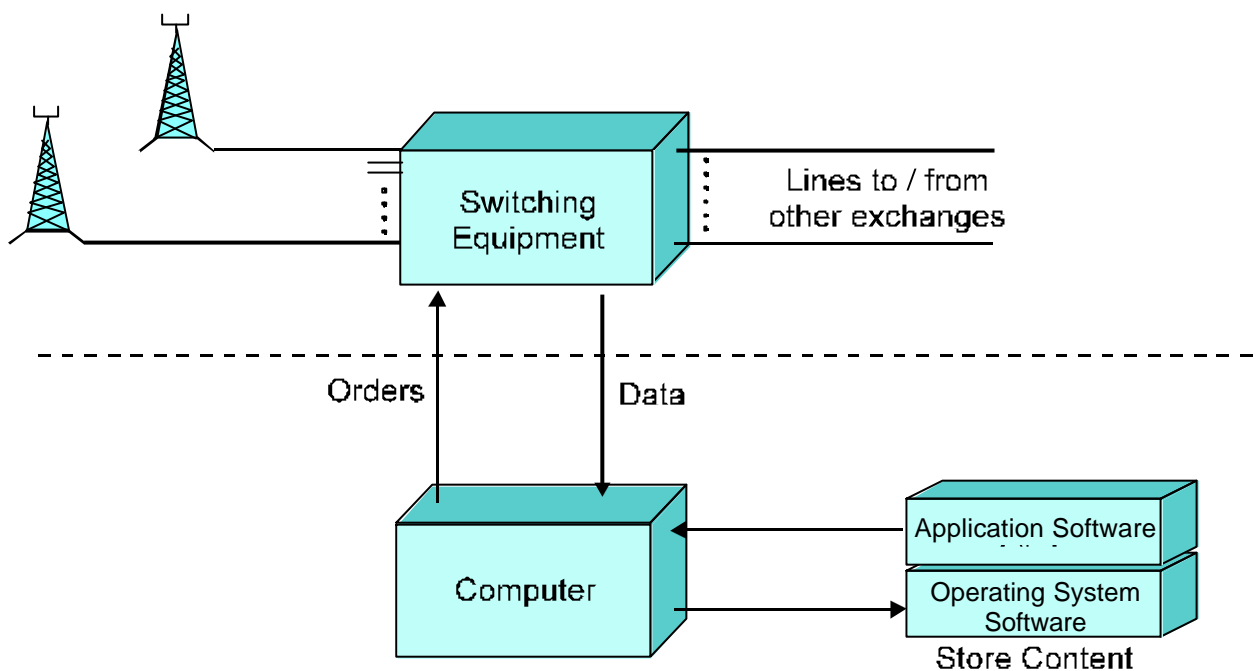 Switching
Equipment
Lines to / from
other exchanges
Orders
Data
Computer
Application Software
Operating System
Software
Store Content